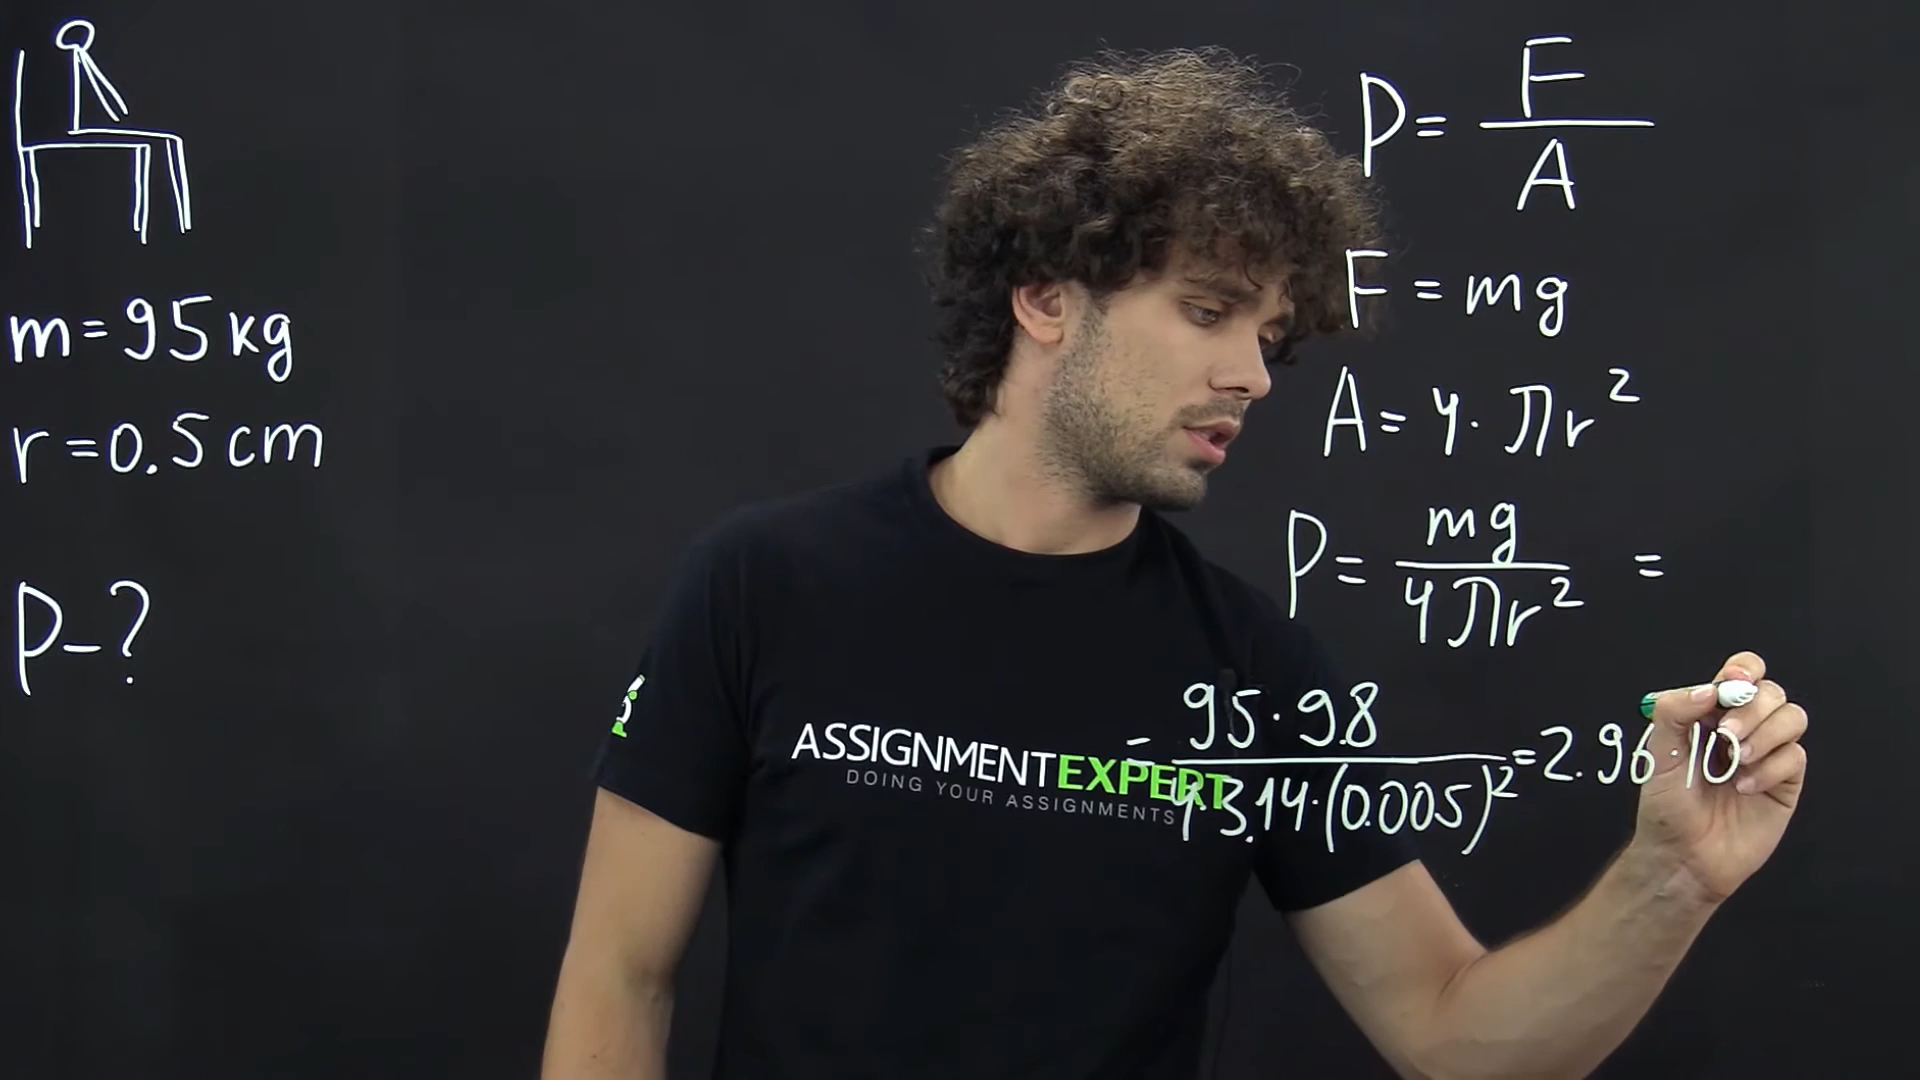 m=95kg
r=0.5cm
P-?
P= F/A
F=mg
A=4·πr²
P= mg/4πr² =
= 95·9.8/4·3.14·(0.005)² =2.96·10
ASSIGNMENTEXPERT
DOING YOUR ASSIGNMENTS